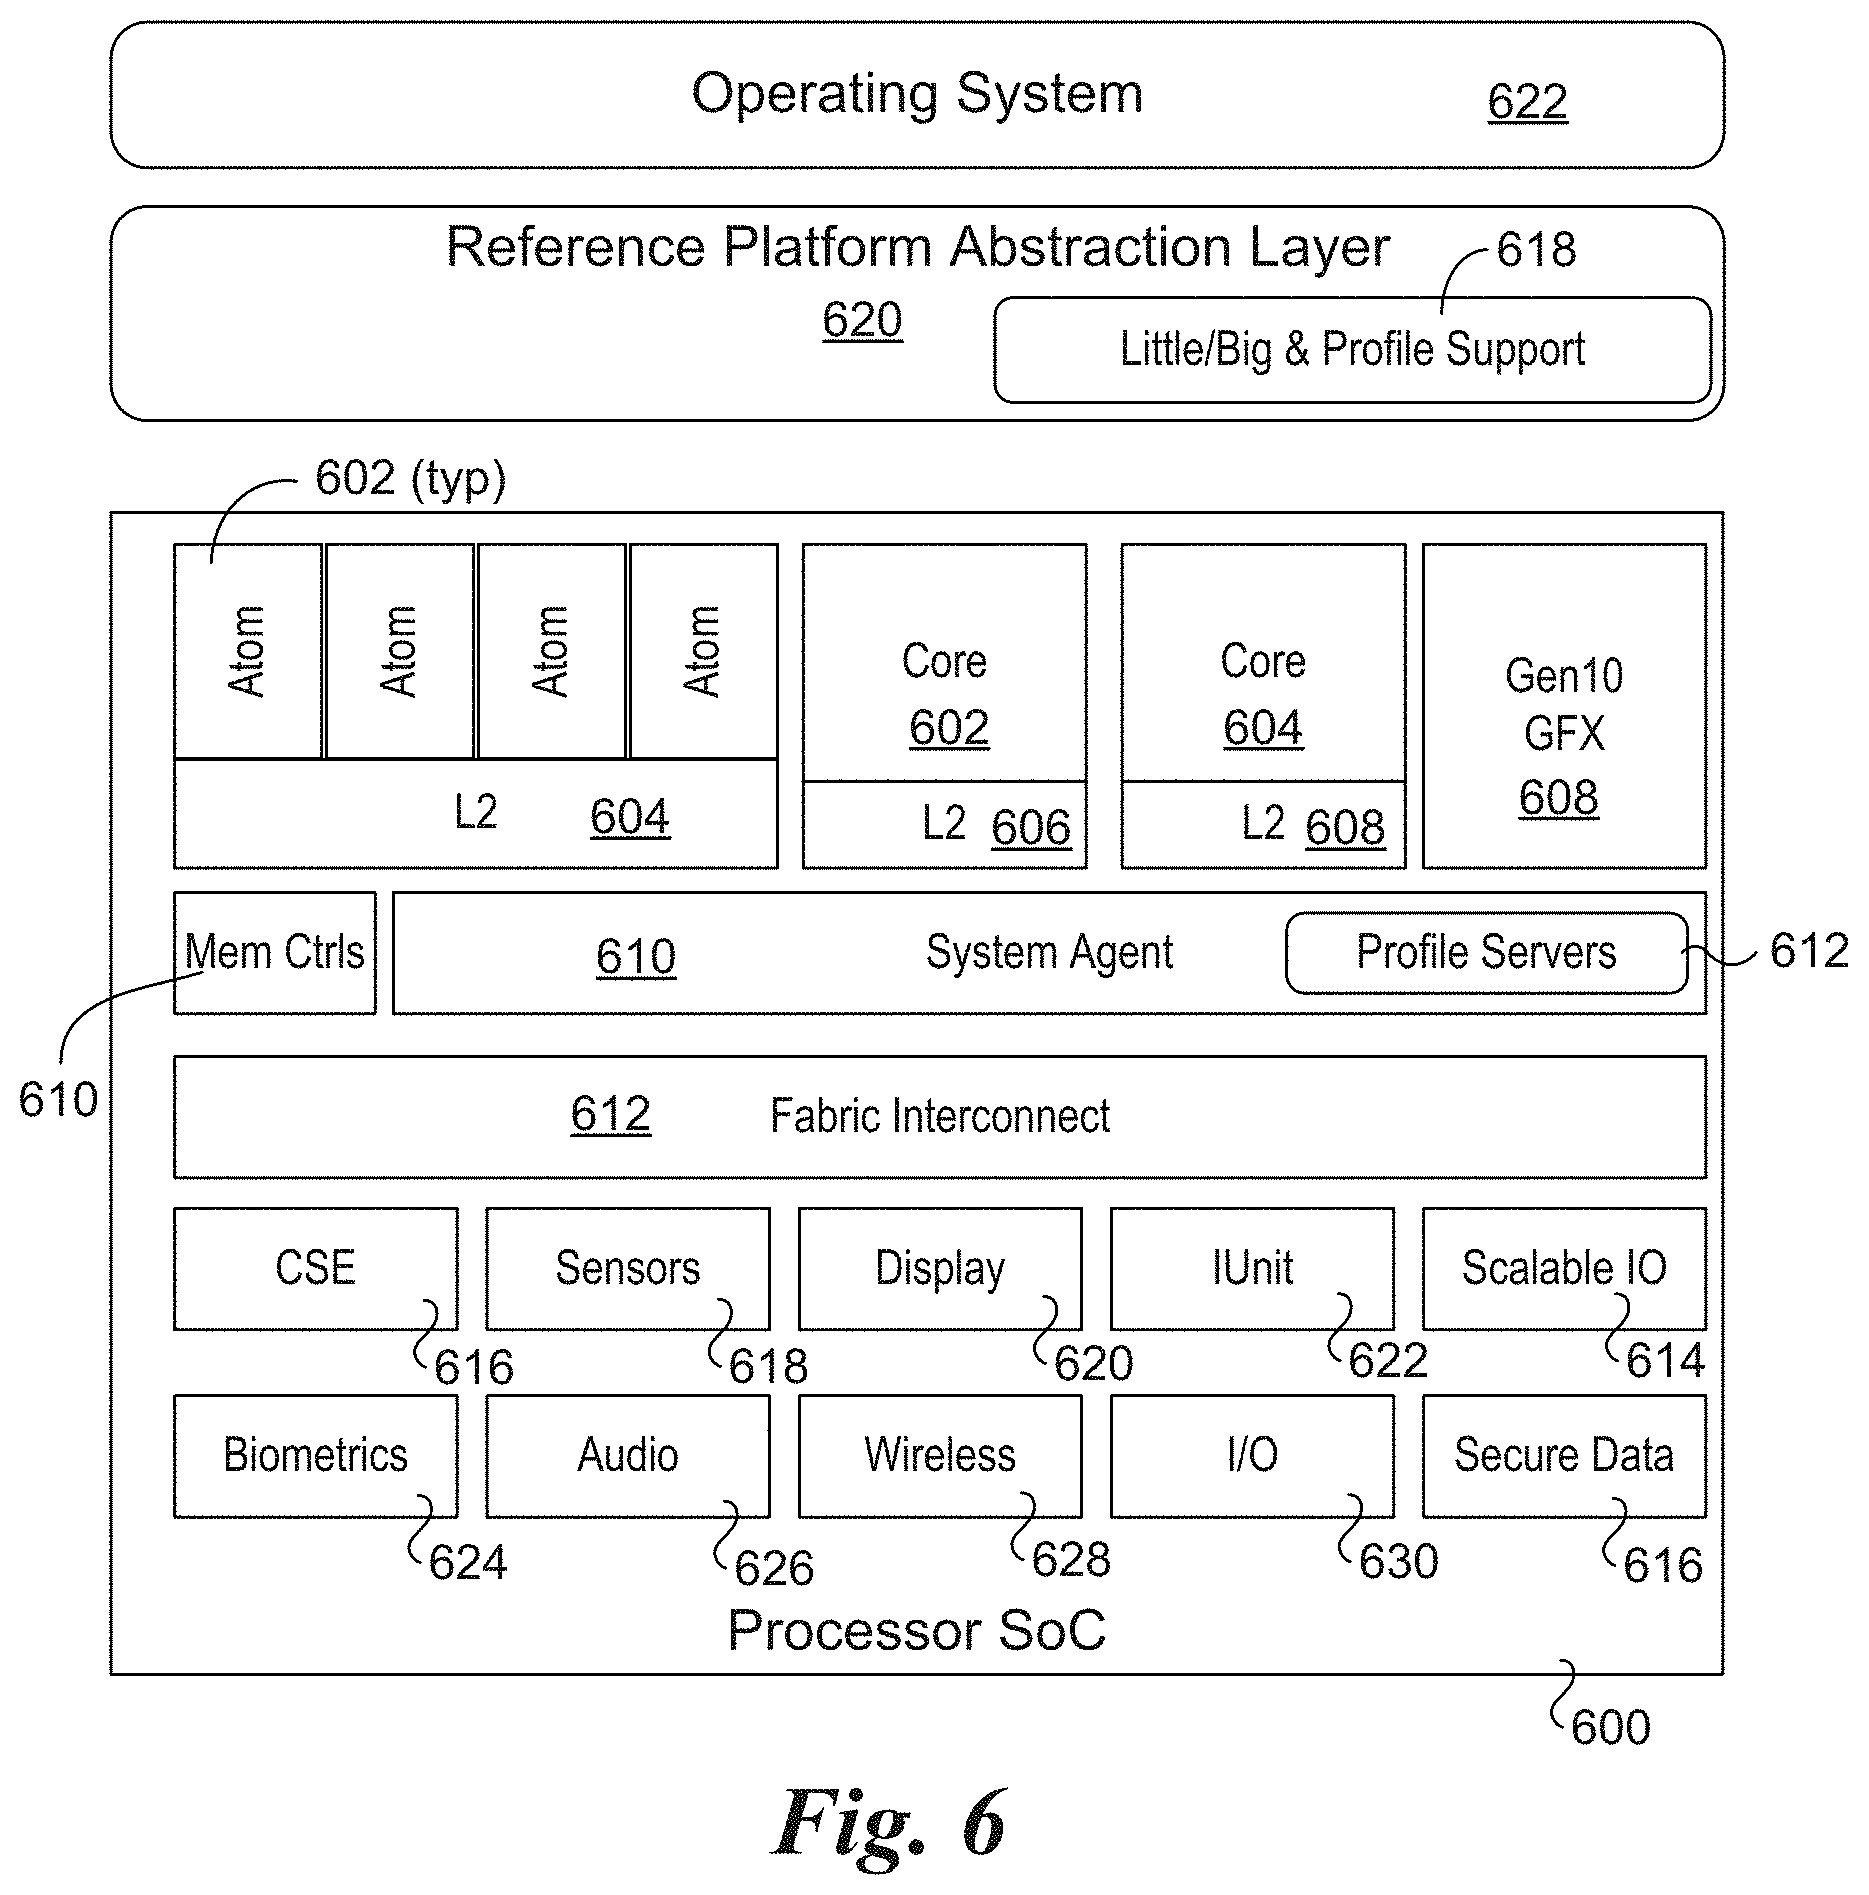 Operating System 622
Reference Platform Abstraction Layer
618
620
Little/Big & Profile Support
602 (typ)
Atom
Atom
Atom
Atom
L2 604
Core
602
L2 606
Core
604
L2 608
Gen10
GFX
608
Mem Ctrls
610
610 System Agent
Profile Servers
612
612 Fabric Interconnect
CSE
616
Sensors
618
Display
620
IUnit
622
Scalable IO
614
Biometrics
624
Audio
626
Wireless
628
I/O
630
Secure Data
616
Processor SoC
600
Fig. 6